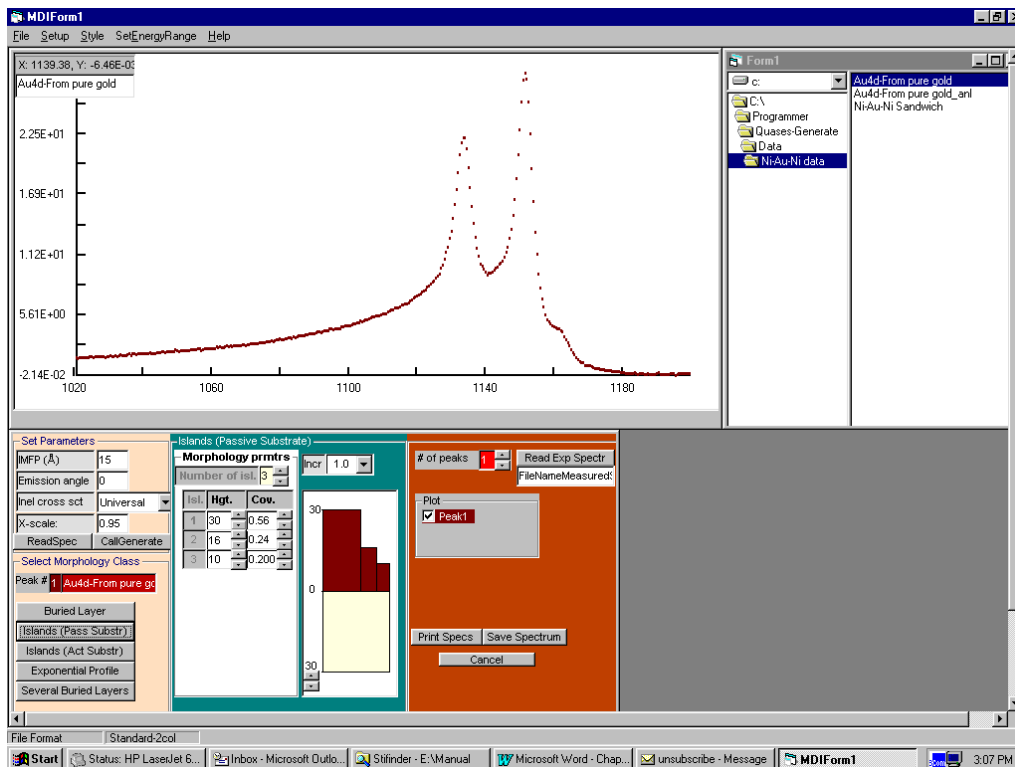 MDIForm1
File Setup Style SetEnergyRange Help
X: 1139.38, Y: -6.46E-03
Au4d-From pure gold
2.25E+01
1.69E+01
1.12E+01
5.61E+00
-2.14E-02
1020 1060 1100 1140 1180
Form1
c:
C:\
Programmer
Quases-Generate
Data
Ni-Au-Ni data
Au4d-From pure gold
Au4d-From pure gold_anl
Ni-Au-Ni Sandwich
Set Parameters
IMFP (Å) 15
Emission angle 0
Inel cross sct Universal
X-scale: 0.95
ReadSpec CallGenerate
Select Morphology Class
Peak # 1 Au4d-From pure go
Buried Layer
Islands (Pass Substr)
Islands (Act Substr)
Exponential Profile
Several Buried Layers
Islands (Passive Substrate)
Morphology prmtrs
Number of isl. 3
Isl. Hgt. Cov.
1 30 0.56
2 16 0.24
3 10 0.200
Incr 1.0
30
0
30
# of peaks 1 Read Exp Spectr
FileNameMeasuredS
Plot
Peak1
Print Specs Save Spectrum
Cancel
File Format Standard-2col
Start Status: HP LaserJet 6... Inbox - Microsoft Outlo... Stifinder - E:\Manual Microsoft Word - Chap... unsubscribe - Message MDIForm1 3:07 PM